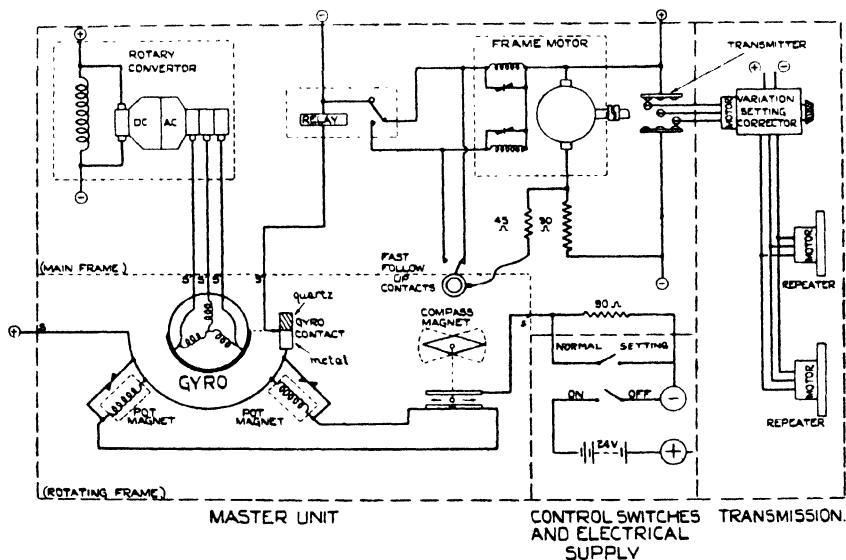 ROTARY
CONVERTOR
DC
AC
RELAY
FRAME MOTOR
TRANSMITTER
MOTOR
VARIATION
SETTING
CORRECTOR
45
Ω
90
Ω
(MAIN FRAME)
FAST
FOLLOW
UP
CONTACTS
S
S
S
S
MOTOR
REPEATER
quartz
GYRO
CONTACT
metal
COMPASS
MAGNET
90 Ω
S
S
NORMAL SETTING
GYRO
POT
MAGNET
POT
MAGNET
ON OFF
24V
MOTOR
REPEATER
(ROTATING FRAME)
MASTER UNIT
CONTROL SWITCHES
AND ELECTRICAL
SUPPLY
TRANSMISSION.